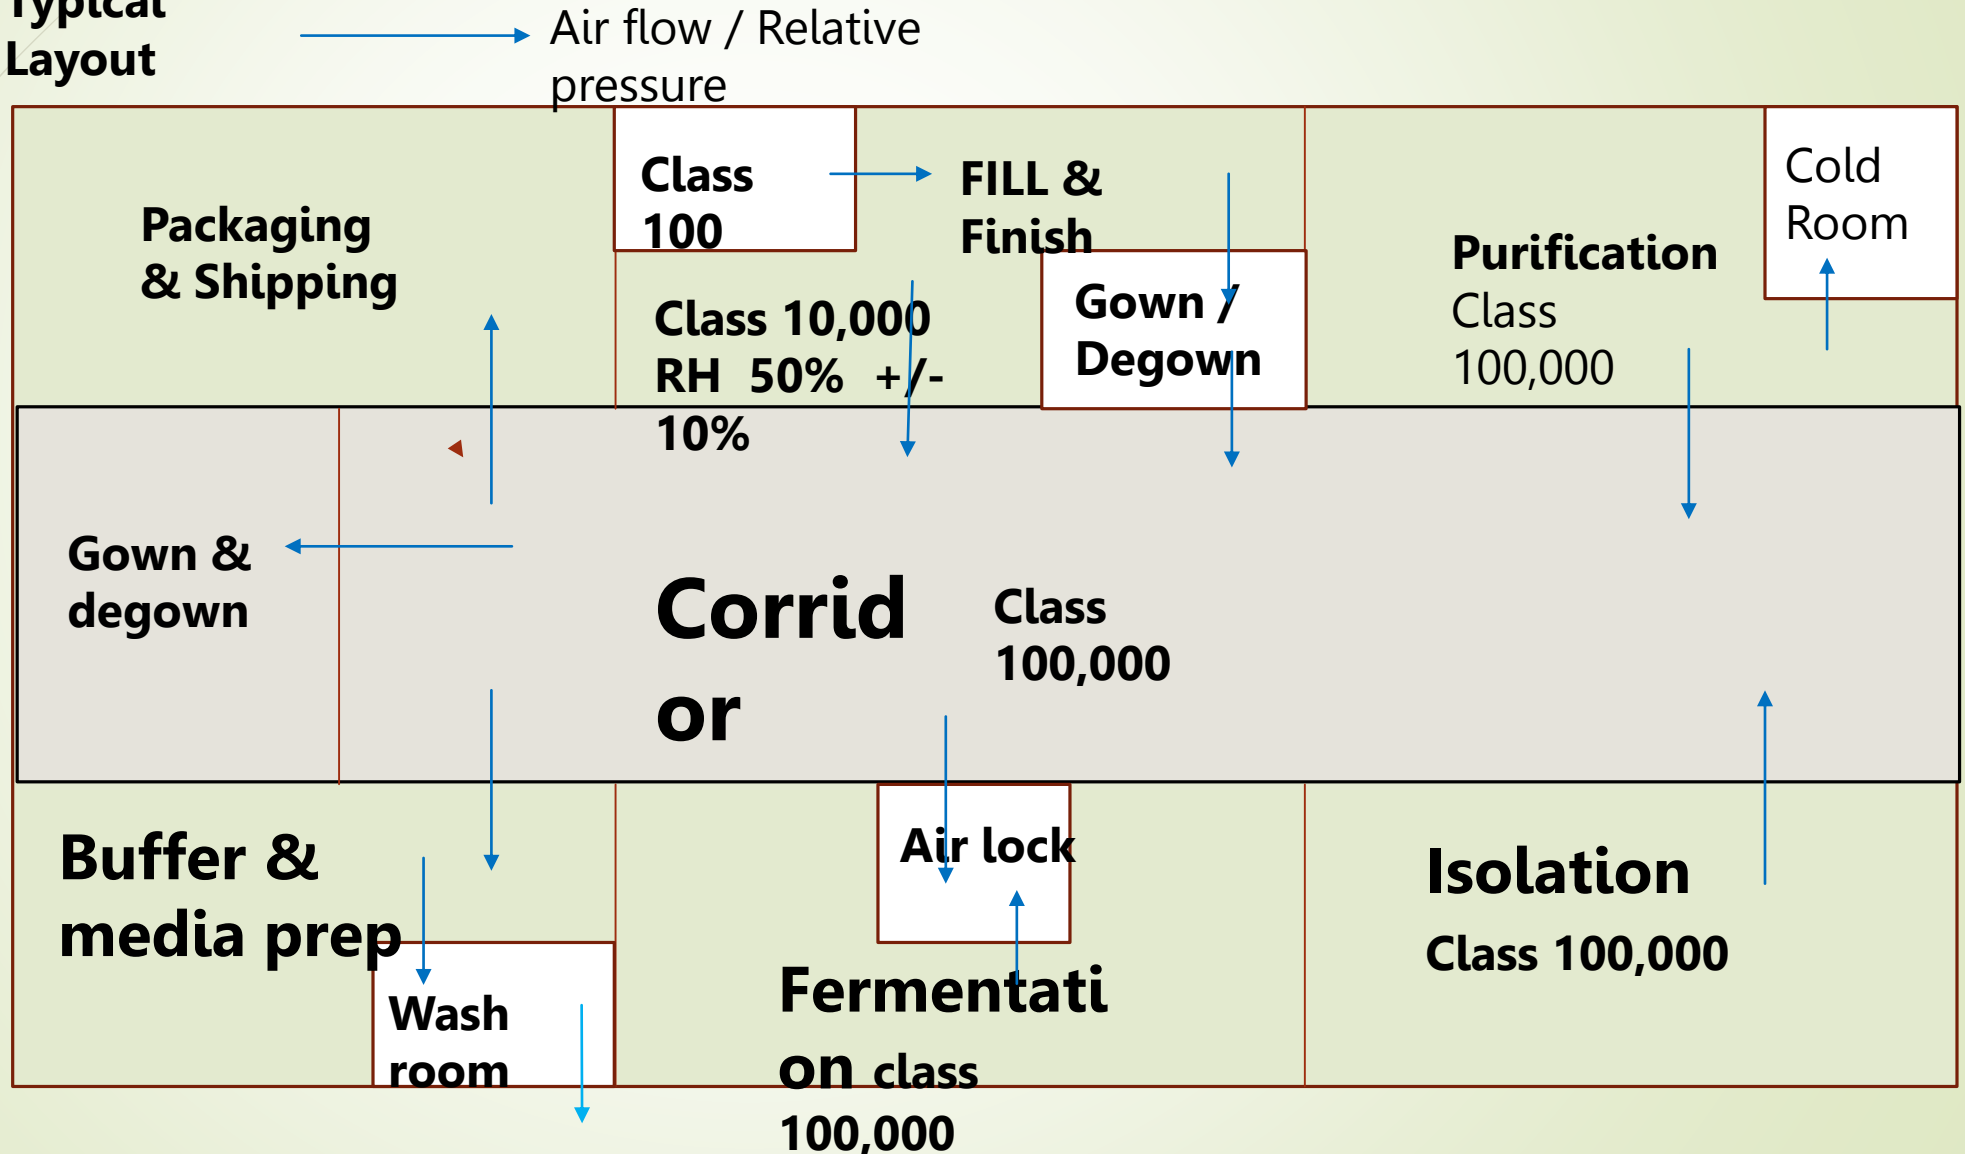 Typical
Layout
Air flow / Relative
pressure
Packaging
& Shipping
Class
100
FILL &
Finish
Class 10,000
RH 50% +/-
10%
Gown /
Degown
Purification
Class
100,000
Cold
Room
Gown &
degown
Corrid
or
Class
100,000
Buffer &
media prep
Wash
room
Air lock
Fermentati
on class
100,000
Isolation
Class 100,000